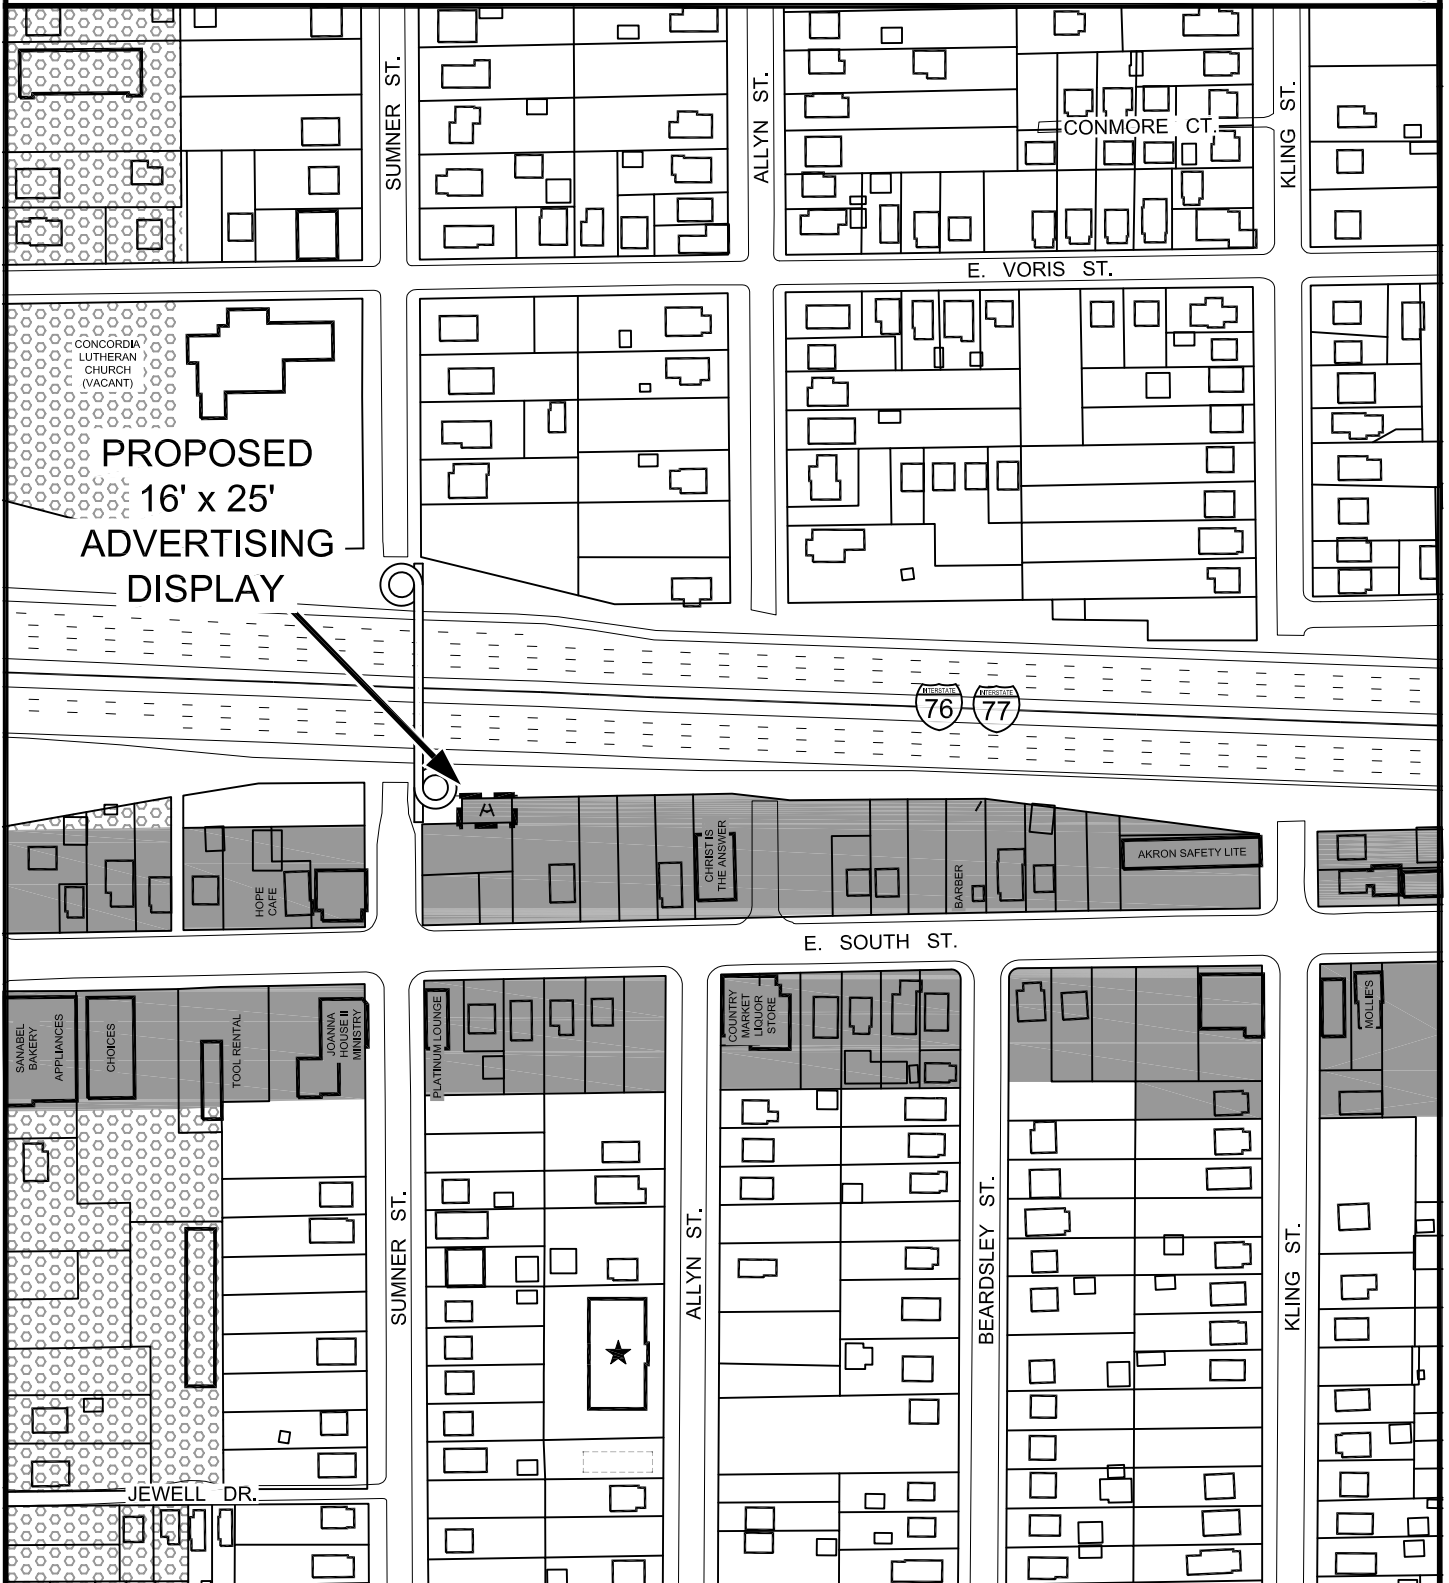 SUMNER ST.
ALLYN ST.
CONMORE CT.
KLING ST.
E. VORIS ST.
CONCORDIA
LUTHERAN
CHURCH
(VACANT)
PROPOSED
16' x 25'
ADVERTISING
DISPLAY
INTERSTATE
76
INTERSTATE
77
A
HOPE
CAFE
CHRIST IS
THE ANSWER
BARBER
AKRON SAFETY LITE
E. SOUTH ST.
SANABEL
BAKERY
APPLIANCES
CHOICES
TOOL RENTAL
JOANNA
HOUSE II
MINISTRY
PLATINUM LOUNGE
COUNTRY
MARKET
LIQUOR
STORE
MOLLIE'S
SUMNER ST.
ALLYN ST.
BEARDSLEY ST.
KLING ST.
JEWELL DR.